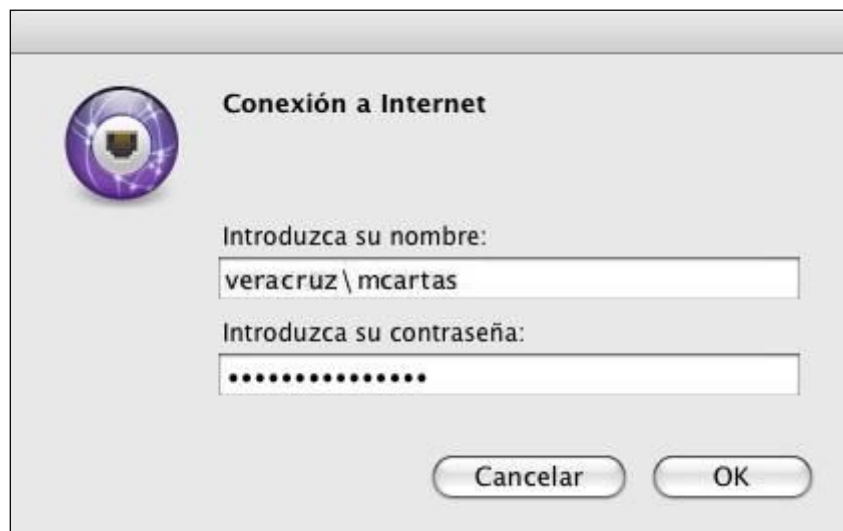 Conexión a Internet
Introduzca su nombre:
veracruz\mcartas
Introduzca su contraseña:
•••••••••••••••
Cancelar OK